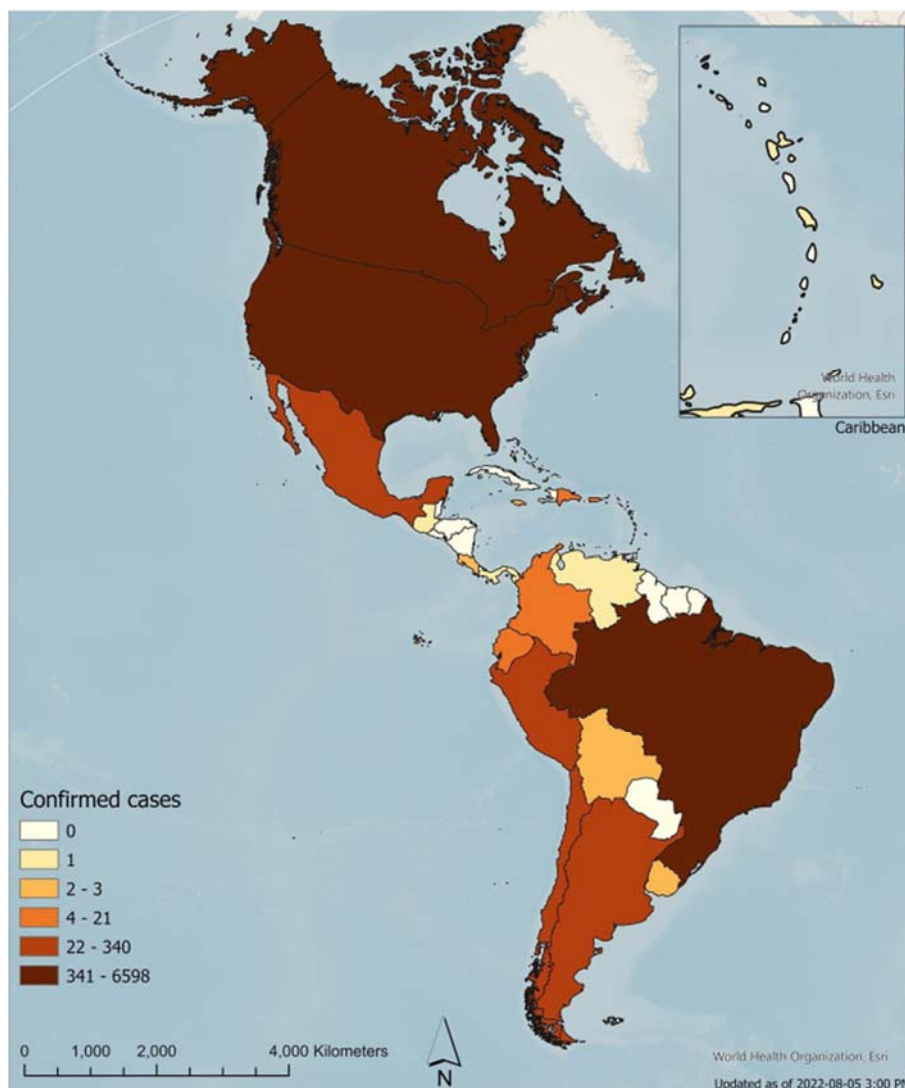 World Health
Organization, Esri
Caribbean
Confirmed cases
0
1
2 - 3
4 - 21
22 - 340
341 - 6598
0 1,000 2,000 4,000 Kilometers
N
World Health Organization, Esri
Updated as of 2022-08-05 3:00